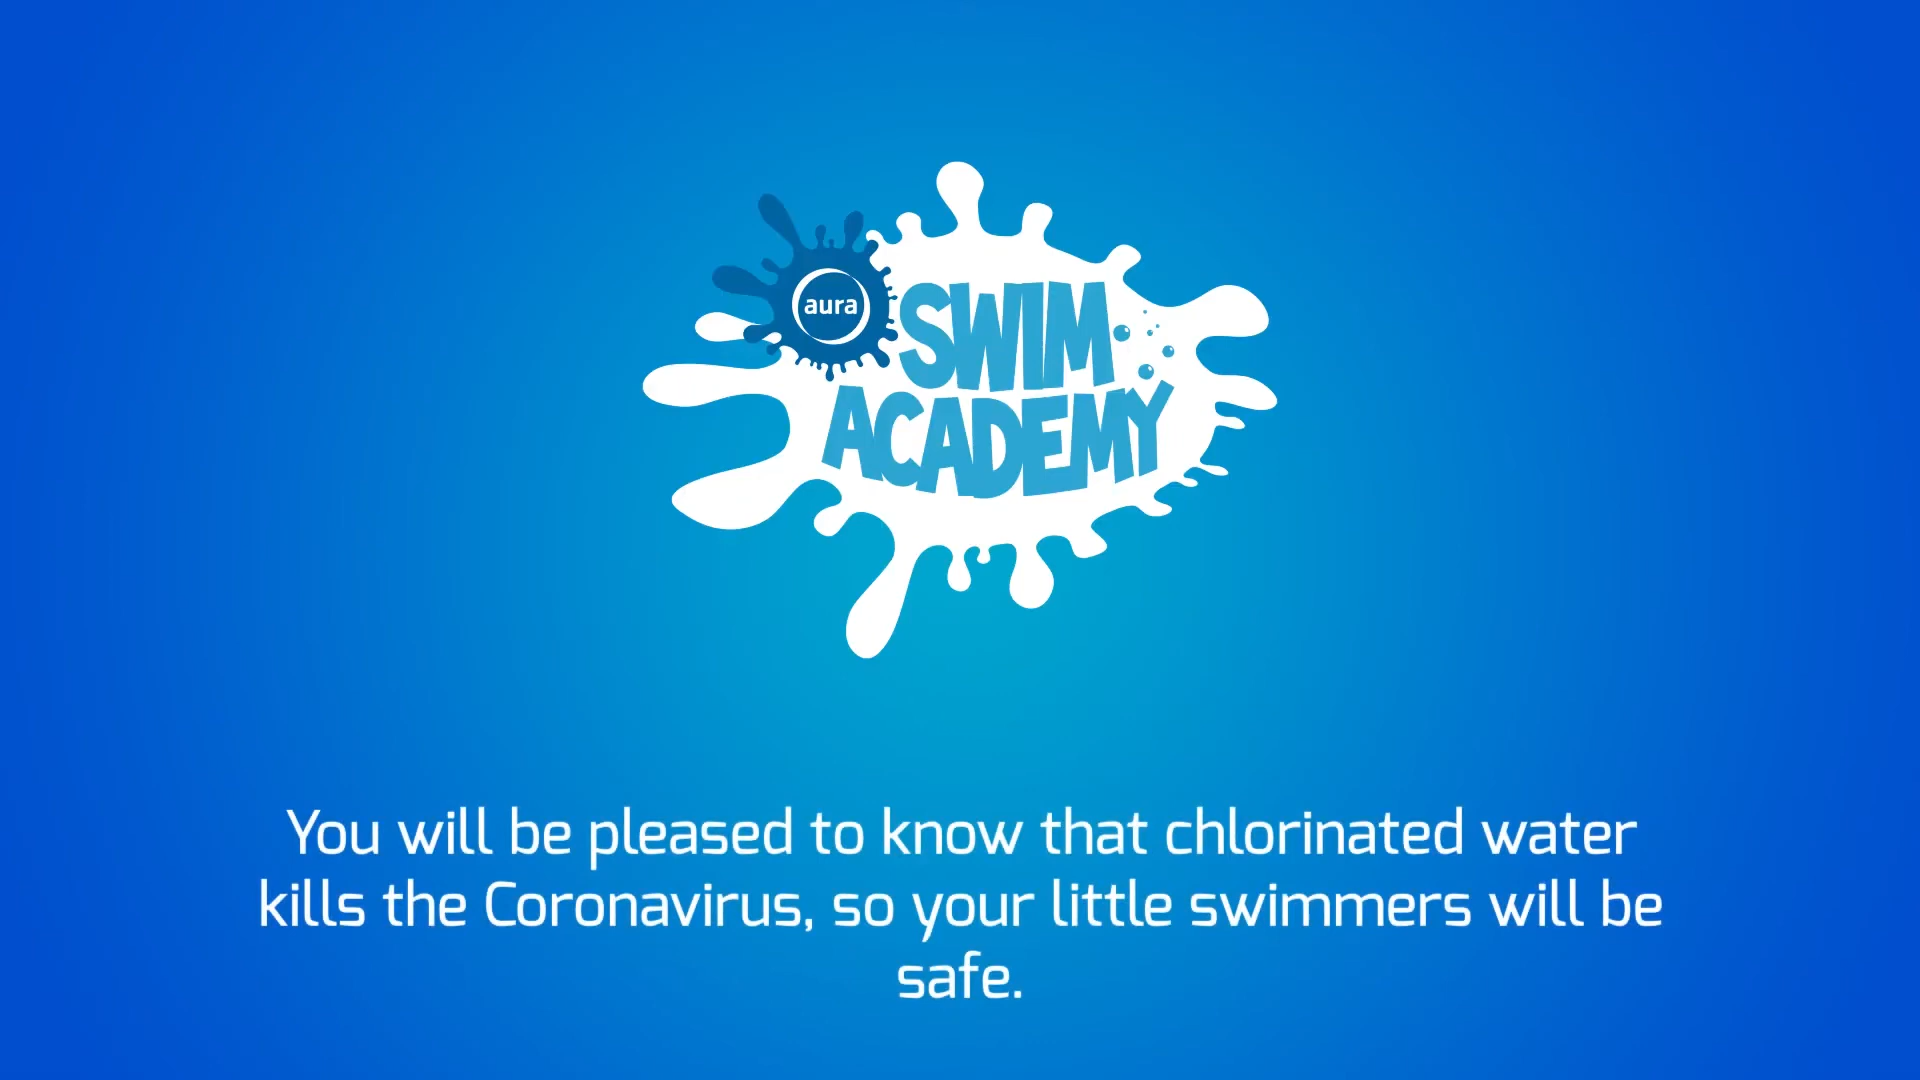 aura
SWIM
ACADEMY
You will be pleased to know that chlorinated water
kills the Coronavirus, so your little swimmers will be
safe.